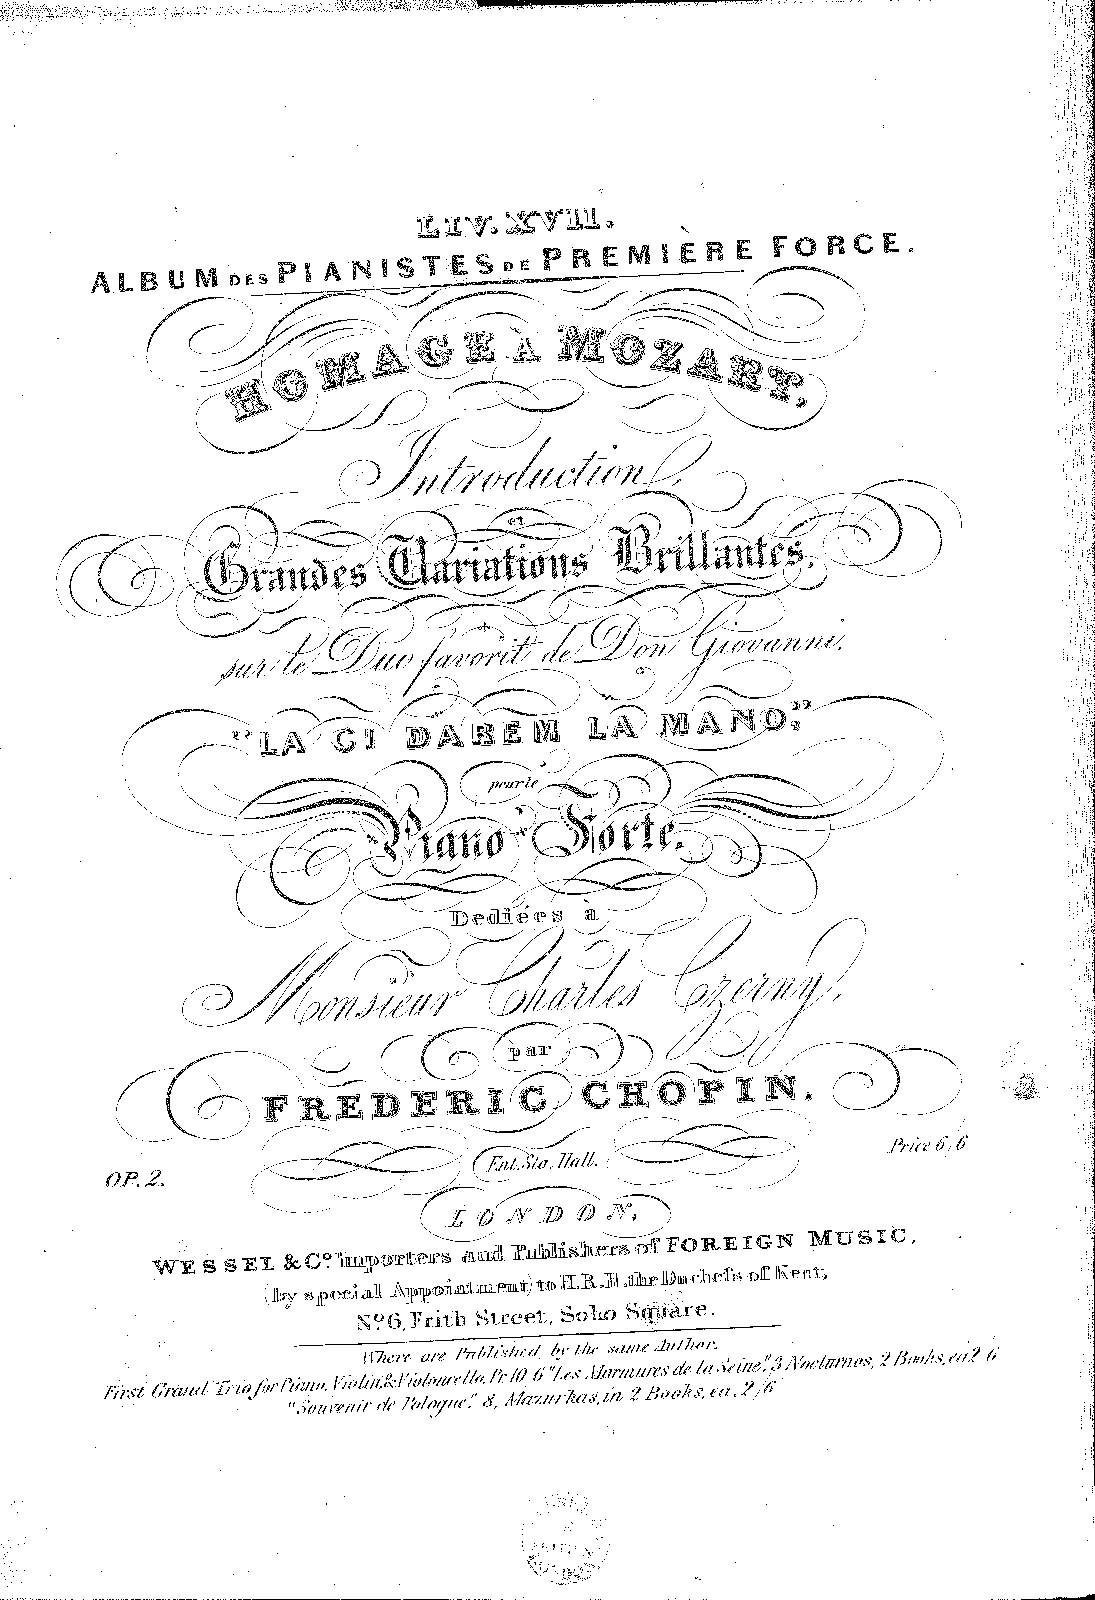 LIV. XVII.
ALBUM DES PIANISTES DE PREMIÈRE FORCE.
HOMAGE À MOZART,
Introduction,
et
Grandes Variations Brillantes,
sur le Duo favorit de Don Giovanni.
"LA CI DAREM LA MANO,"
pour le
Piano Forte.
Dediées à
Monsieur Charles Czerny,
par
FREDERIC CHOPIN.
OP. 2. Ent. Sta. Hall. Price 6/6
LONDON,
WESSEL & Co. importers and Publishers of FOREIGN MUSIC,
(by special Appointment) to H.R.H. the Duchess of Kent,
No. 6, Frith Street, Soho Square.
Where are Published, by the same Author.
First Grand Trio for Piano, Violin, & Violoncello, Pr 10/6 "Les Murmures de la Seine," 3 Nocturnos, 2 Books, ea 2/6
"Souvenir de Pologne." 8, Mazurkas, in 2 Books, ea. 2/6